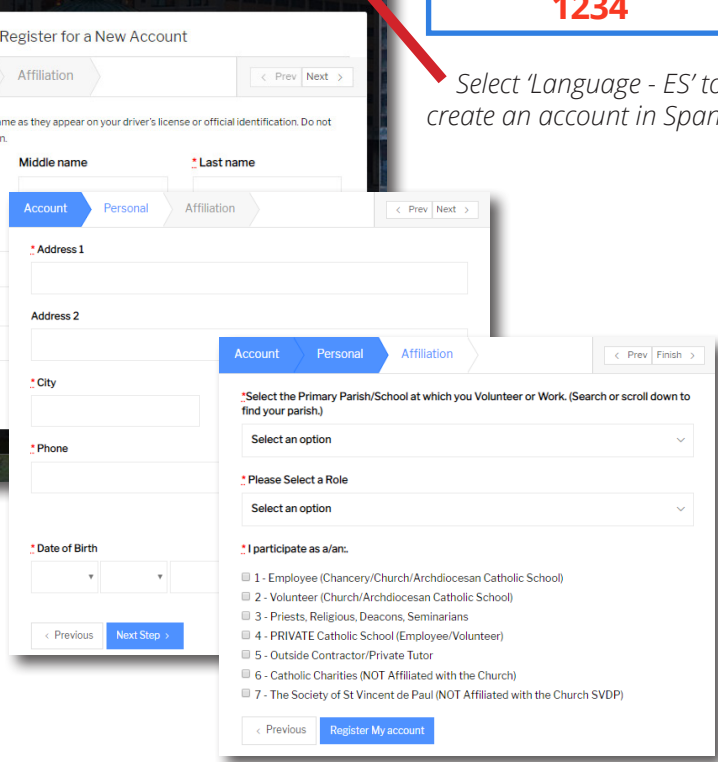 1234
Select ‘Language - ES’ to
create an account in Span
Register for a New Account
Affiliation
< Prev Next >
me as they appear on your driver's license or official identification. Do not
n.
Middle name
* Last name
Account Personal Affiliation
< Prev Next >
* Address 1
Address 2
* City
* Phone
* Date of Birth
< Previous Next Step >
Account Personal Affiliation
< Prev Finish >
*Select the Primary Parish/School at which you Volunteer or Work. (Search or scroll down to
find your parish.)
Select an option
* Please Select a Role
Select an option
* I participate as a/an:.
1 - Employee (Chancery/Church/Archdiocesan Catholic School)
2 - Volunteer (Church/Archdiocesan Catholic School)
3 - Priests, Religious, Deacons, Seminarians
4 - PRIVATE Catholic School (Employee/Volunteer)
5 - Outside Contractor/Private Tutor
6 - Catholic Charities (NOT Affiliated with the Church)
7 - The Society of St Vincent de Paul (NOT Affiliated with the Church SVDP)
< Previous Register My account